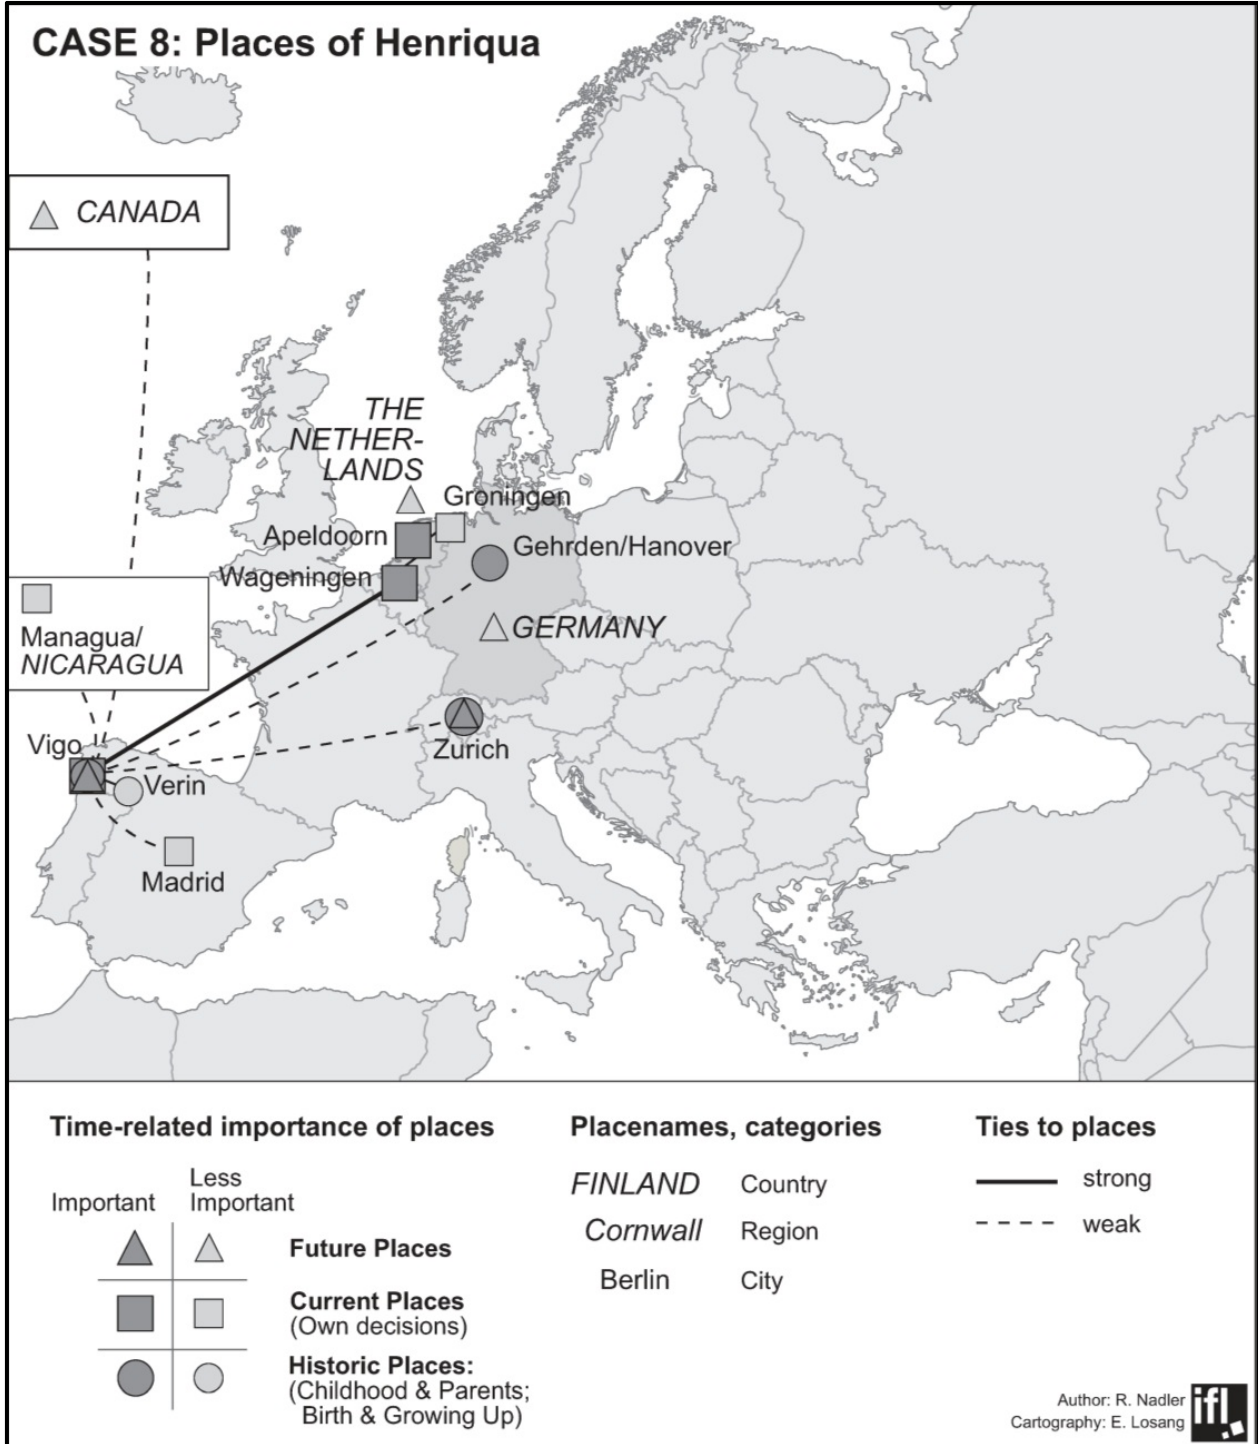 CASE 8: Places of Henriqua
CANADA
THE
NETHER-
LANDS
Groningen
Apeldoorn
Gehrden/Hanover
Wageningen
GERMANY
Managua/
NICARAGUA
Vigo
Zurich
Verin
Madrid
Time-related importance of places
Important
Less
Important
Future Places
Current Places
(Own decisions)
Historic Places:
(Childhood & Parents;
Birth & Growing Up)
Placenames, categories
FINLAND Country
Cornwall Region
Berlin City
Ties to places
strong
weak
Author: R. Nadler
Cartography: E. Losang
ifl